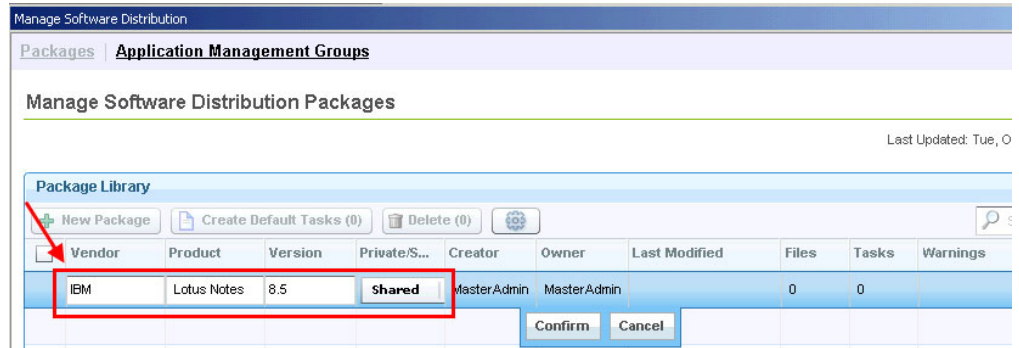 Manage Software Distribution
Packages | Application Management Groups
Manage Software Distribution Packages
Last Updated: Tue, O
Package Library
New Package Create Default Tasks (0) Delete (0)
Vendor Product Version Private/S... Creator Owner Last Modified Files Tasks Warnings
IBM Lotus Notes 8.5 Shared MasterAdmin MasterAdmin 0 0
Confirm Cancel